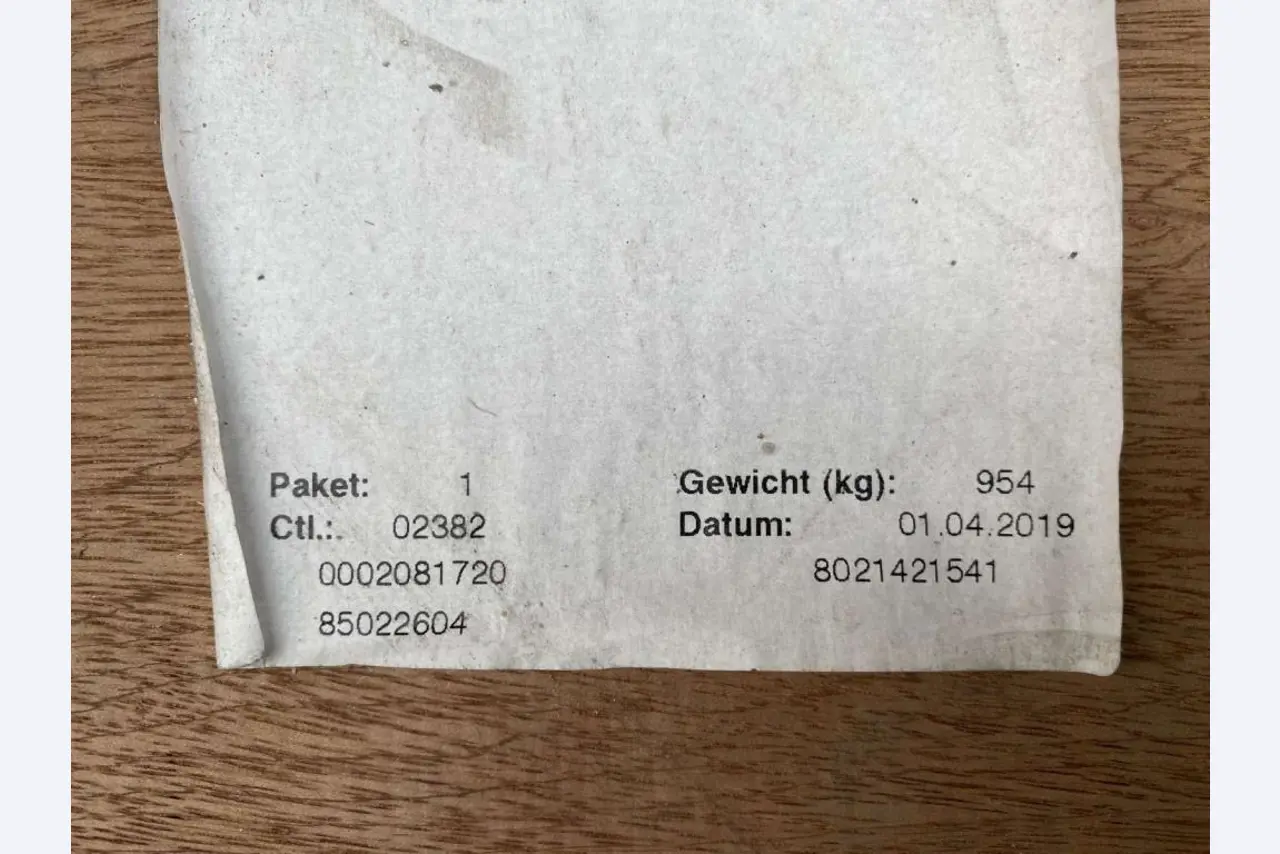 Paket: 1 Gewicht (kg): 954
Ctl.:. 02382 Datum: 01.04.2019
0002081720 8021421541
85022604